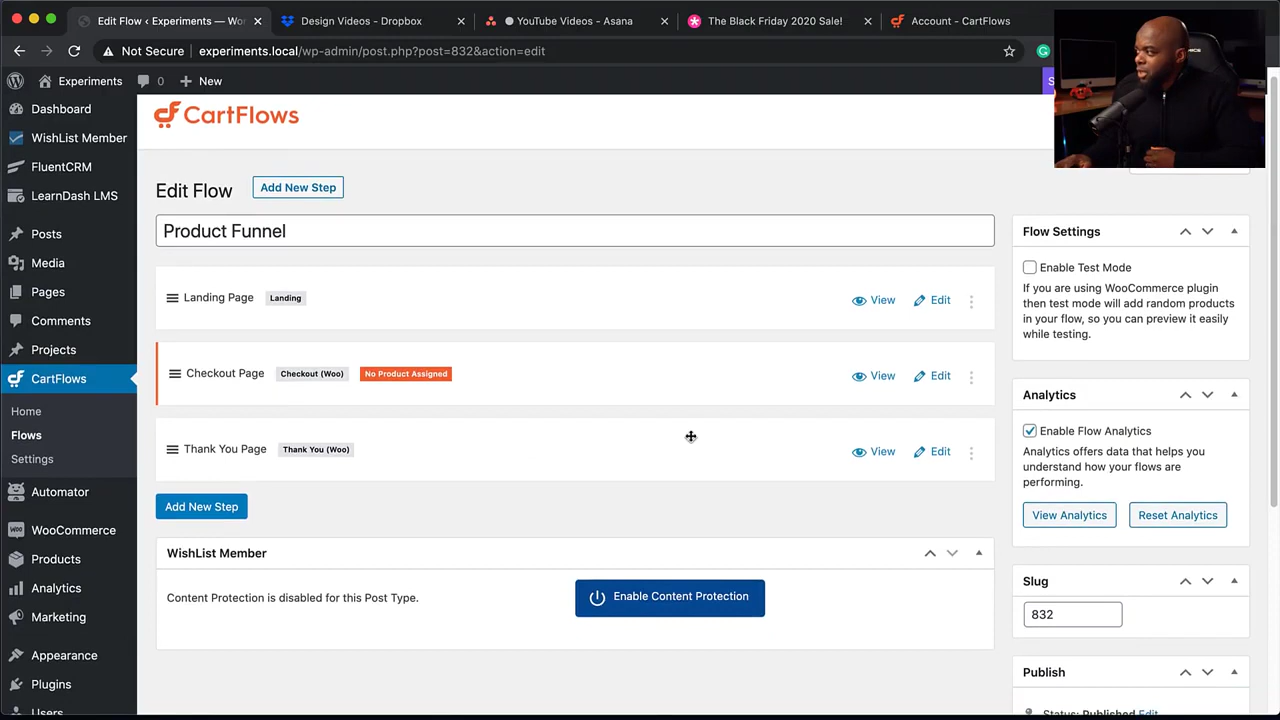 Edit Flow ‹ Experiments — Wor
Design Videos - Dropbox
YouTube Videos - Asana
The Black Friday 2020 Sale!
Account - CartFlows
Not Secure
experiments.local/wp-admin/post.php?post=832&action=edit
Experiments
0
New
S
Dashboard
WishList Member
FluentCRM
LearnDash LMS
Posts
Media
Pages
Comments
Projects
CartFlows
Home
Flows
Settings
Automator
WooCommerce
Products
Analytics
Marketing
Appearance
Plugins
Users
CartFlows
Edit Flow
Add New Step
Product Funnel
Landing Page
Landing
View
Edit
Checkout Page
Checkout (Woo)
No Product Assigned
View
Edit
Thank You Page
Thank You (Woo)
View
Edit
Add New Step
WishList Member
Content Protection is disabled for this Post Type.
Enable Content Protection
Flow Settings
Enable Test Mode
If you are using WooCommerce plugin
then test mode will add random products
in your flow, so you can preview it easily
while testing.
Analytics
Enable Flow Analytics
Analytics offers data that helps you
understand how your flows are
performing.
View Analytics
Reset Analytics
Slug
832
Publish
Status: Published Edit